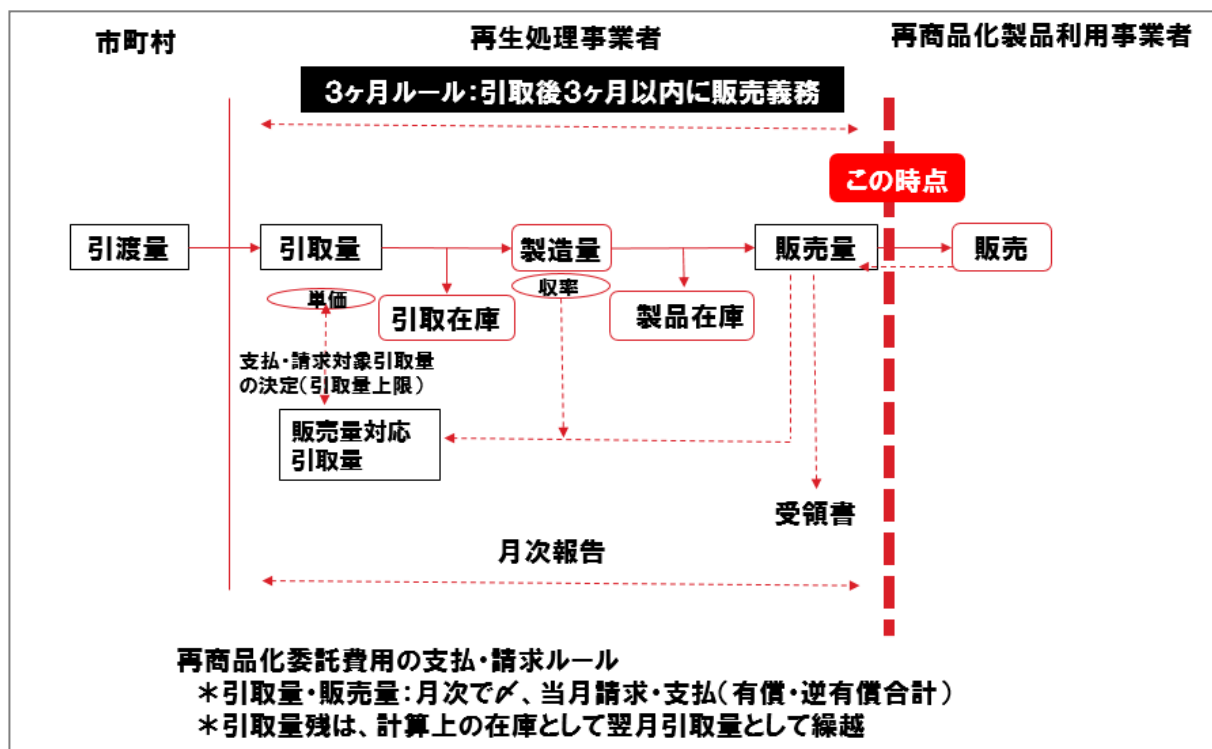 市町村
再生処理事業者
再商品化製品利用事業者
3ヶ月ルール:引取後3ヶ月以内に販売義務
この時点
引渡量
引取量
製造量
販売量
販売
単価
引取在庫
収率
製品在庫
支払・請求対象引取量
の決定(引取量上限)
販売量対応
引取量
受領書
月次報告
再商品化委託費用の支払・請求ルール
＊引取量・販売量:月次で〆、当月請求・支払(有償・逆有償合計)
＊引取量残は、計算上の在庫として翌月引取量として繰越